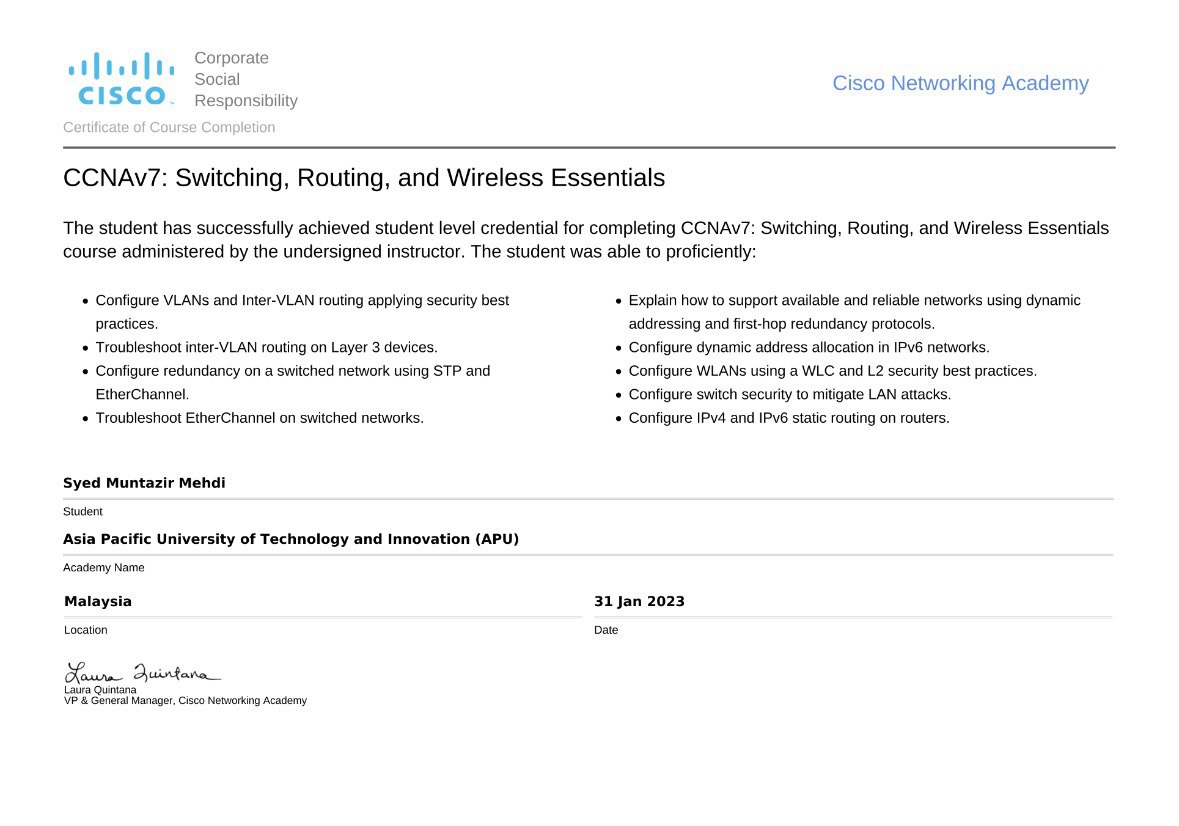 CISCO
Corporate
Social
Responsibility
Cisco Networking Academy
Certificate of Course Completion
CCNAv7: Switching, Routing, and Wireless Essentials
The student has successfully achieved student level credential for completing CCNAv7: Switching, Routing, and Wireless Essentials
course administered by the undersigned instructor. The student was able to proficiently:
• Configure VLANs and Inter-VLAN routing applying security best
practices.
• Troubleshoot inter-VLAN routing on Layer 3 devices.
• Configure redundancy on a switched network using STP and
EtherChannel.
• Troubleshoot EtherChannel on switched networks.
• Explain how to support available and reliable networks using dynamic
addressing and first-hop redundancy protocols.
• Configure dynamic address allocation in IPv6 networks.
• Configure WLANs using a WLC and L2 security best practices.
• Configure switch security to mitigate LAN attacks.
• Configure IPv4 and IPv6 static routing on routers.
Syed Muntazir Mehdi
Student
Asia Pacific University of Technology and Innovation (APU)
Academy Name
Malaysia
Location
31 Jan 2023
Date
Laura Quintana
Laura Quintana
VP & General Manager, Cisco Networking Academy